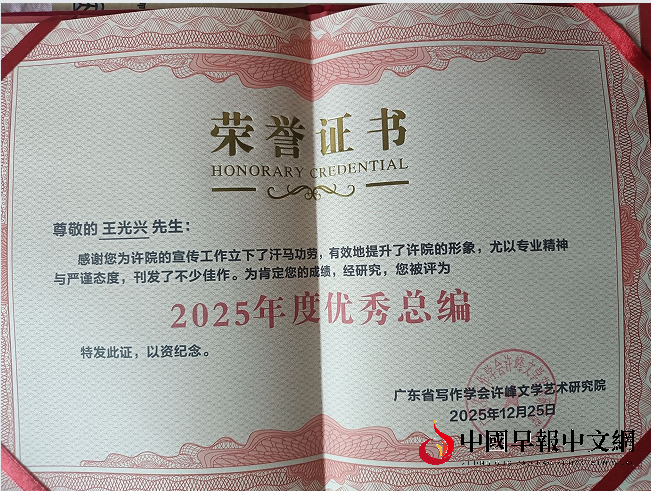 荣誉证书
HONORARY CREDENTIAL
尊敬的 王光兴 先生：
感谢您为许院的宣传工作立下了汗马功劳，有效地提升了许院的形象，尤以专业精神
与严谨态度，刊发了不少佳作。为肯定您的成绩，经研究，您被评为
2025年度优秀总编
特发此证，以资纪念。
广东省写作学会许峰文学艺术研究院
2025年12月25日
中國早報中文網